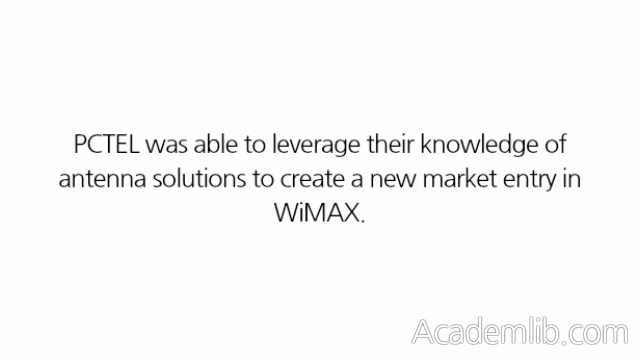 PCTEL was able to leverage their knowledge of
antenna solutions to create a new market entry in
WiMAX.
Academlib.com